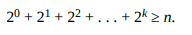 2⁰ + 2¹ + 2² + . . . + 2ᵏ ≥ n.